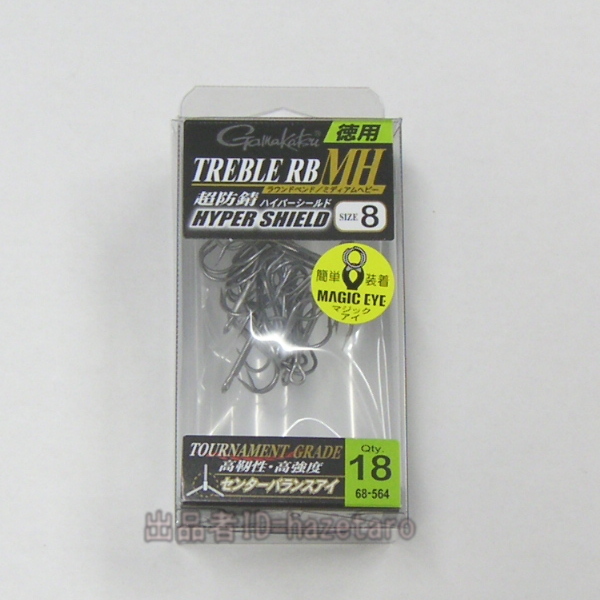 Gamakatsu®
徳用
TREBLE RB MH
ラウンドベンド/ミディアムヘビー
超防錆 ハイパーシールド
HYPER SHIELD
SIZE 8
簡単 装着
MAGIC EYE
マジック
アイ
TOURNAMENT GRADE
高靭性・高強度
センターバランスアイ
Qty.
18
68-564
出品者ID=hazetaro